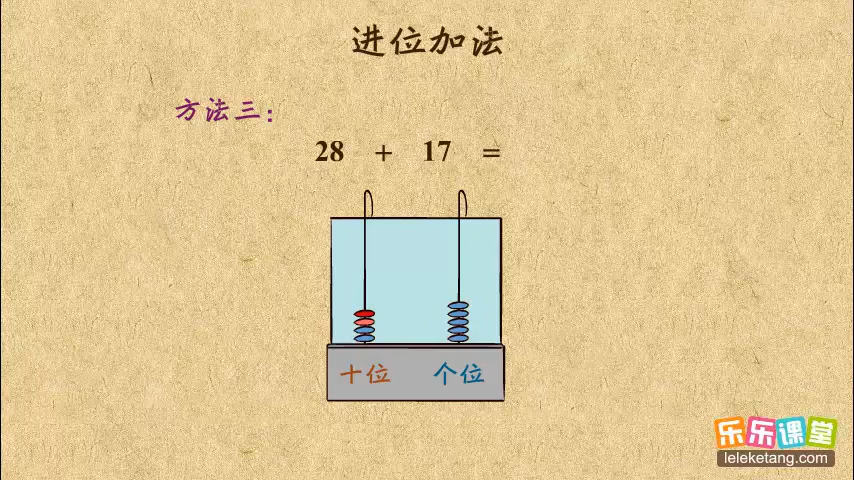 进位加法
方法三：
28 + 17 =
十位 个位
乐乐课堂
leleketang.com